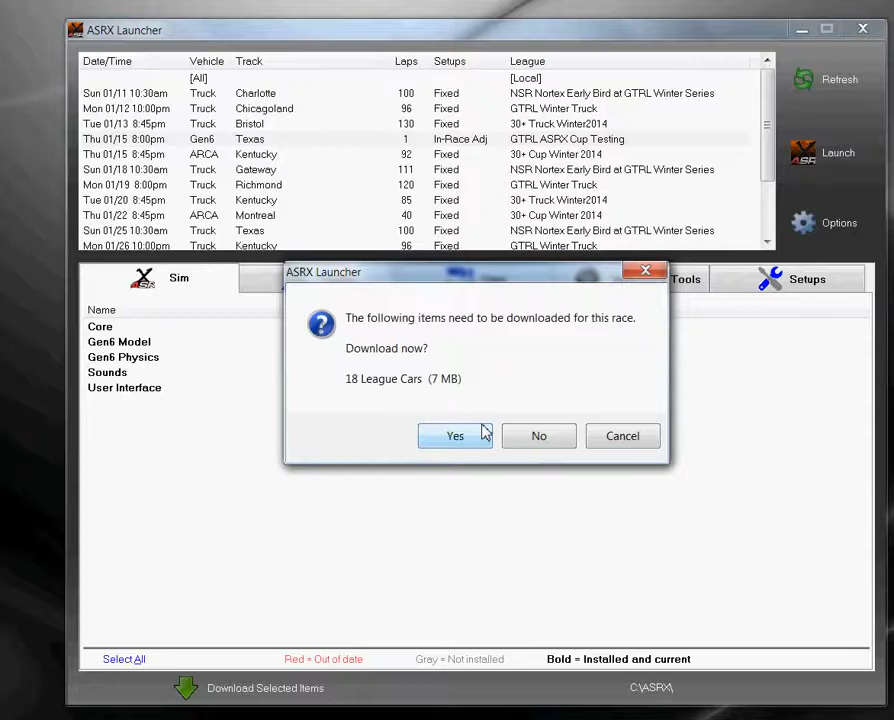 ASRX Launcher
Date/Time Vehicle Track Laps Setups League
[All] [Local]
Sun 01/11 10:30am Truck Charlotte 100 Fixed NSR Nortex Early Bird at GTRL Winter Series
Mon 01/12 10:00pm Truck Chicagoland 96 Fixed GTRL Winter Truck
Tue 01/13 8:45pm Truck Bristol 130 Fixed 30+ Truck Winter2014
Thu 01/15 8:00pm Gen6 Texas 1 In-Race Adj GTRL ASRX Cup Testing
Thu 01/15 8:45pm ARCA Kentucky 92 Fixed 30+ Cup Winter 2014
Sun 01/18 10:30am Truck Gateway 111 Fixed NSR Nortex Early Bird at GTRL Winter Series
Mon 01/19 8:00pm Truck Richmond 120 Fixed GTRL Winter Truck
Tue 01/20 8:45pm Truck Kentucky 85 Fixed 30+ Truck Winter2014
Thu 01/22 8:45pm ARCA Montreal 40 Fixed 30+ Cup Winter 2014
Sun 01/25 10:30am Truck Texas 100 Fixed NSR Nortex Early Bird at GTRL Winter Series
Mon 01/26 10:00pm Truck Kentucky 96 Fixed GTRL Winter Truck
Refresh
ASR Launch
Options
ASR Sim Tools Setups
Name
Core
Gen6 Model
Gen6 Physics
Sounds
User Interface
ASRX Launcher
The following items need to be downloaded for this race.
Download now?
18 League Cars (7 MB)
Yes No Cancel
Select All Red = Out of date Gray = Not installed Bold = Installed and current
Download Selected Items C:\ASRX\